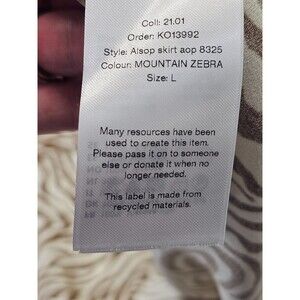 Coll: 21.01
Order: KO13992
Style: Alsop skirt aop 8325
Colour: MOUNTAIN ZEBRA
Size: L
Many resources have been
used to create this item.
Please pass it on to someone
else or donate it when no
longer needed.
This label is made from
recycled materials.